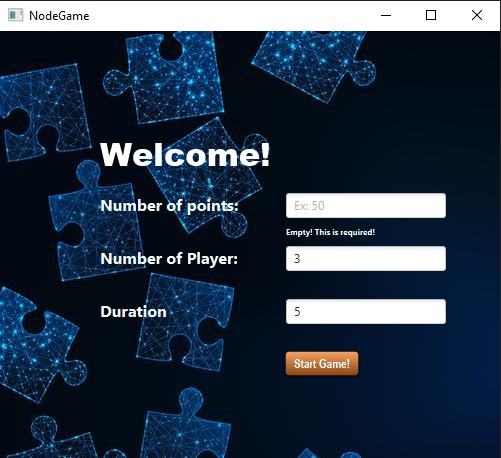 NodeGame
Welcome!
Number of points:
Ex: 50
Empty! This is required!
Number of Player:
3
Duration
5
Start Game!